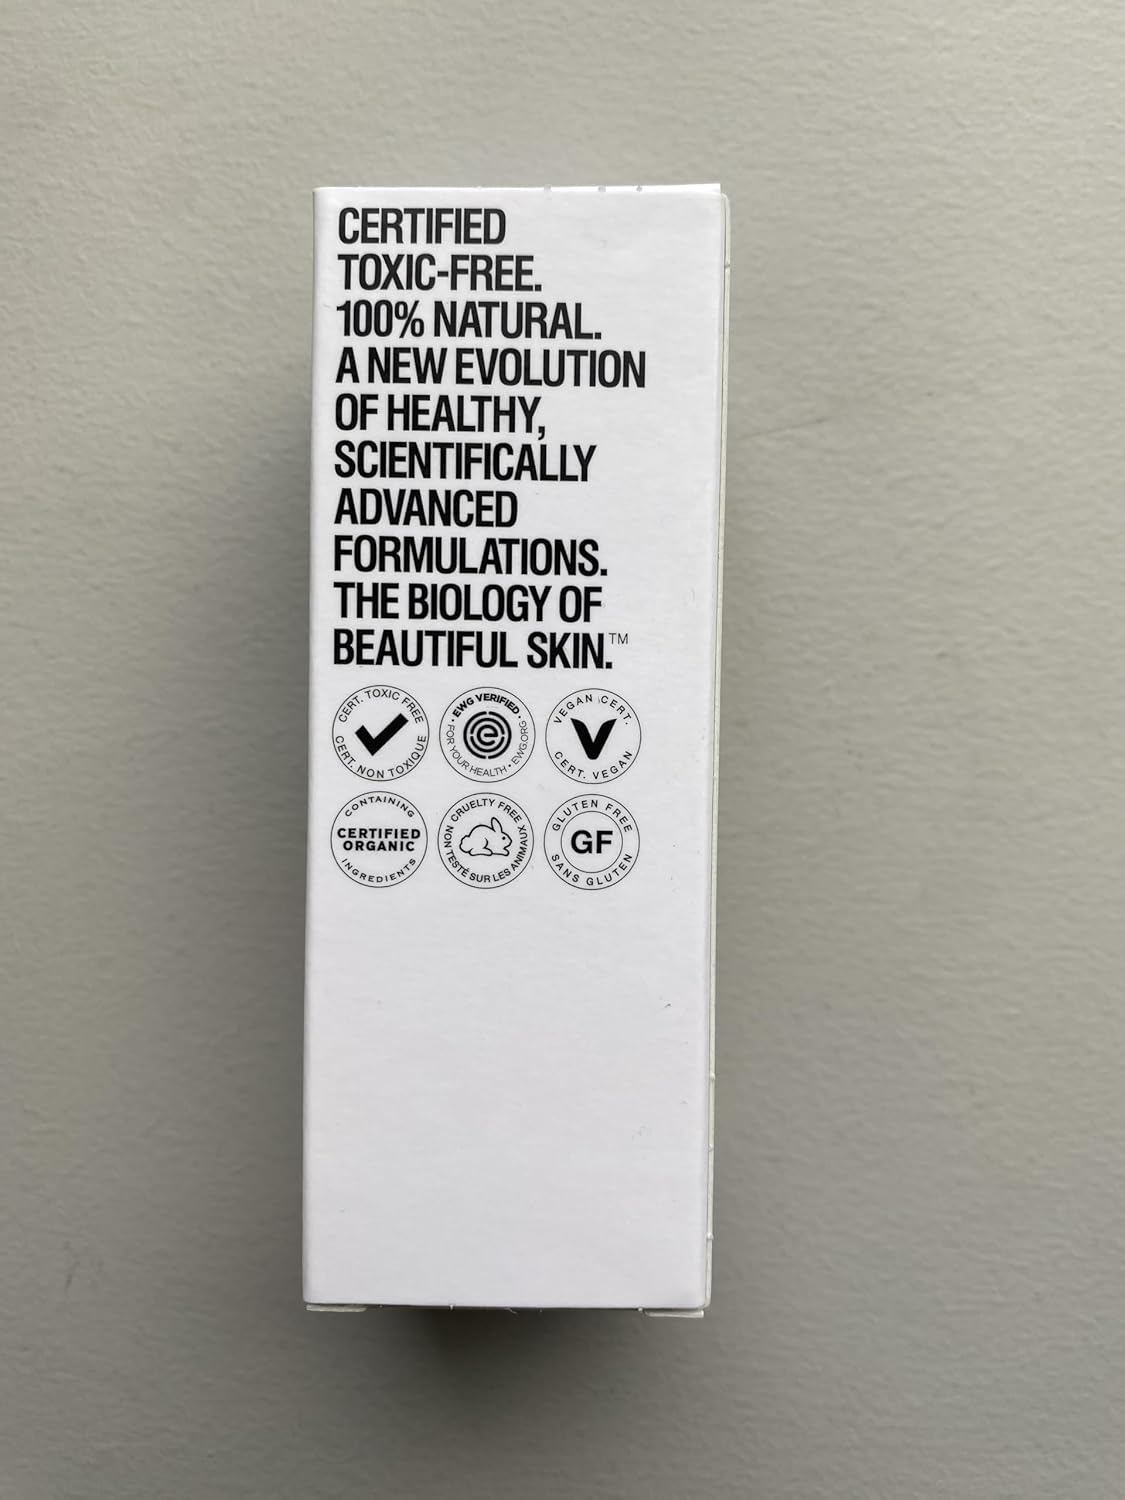 CERTIFIED
TOXIC-FREE.
100% NATURAL.
A NEW EVOLUTION
OF HEALTHY,
SCIENTIFICALLY
ADVANCED
FORMULATIONS.
THE BIOLOGY OF
BEAUTIFUL SKIN.™
CERT. TOXIC FREE
CERT. NON TOXIQUE
EWG VERIFIED
• FOR YOUR HEALTH • EWG.ORG •
e
VEGAN CERT.
V
CERT. VEGAN
CONTAINING
CERTIFIED
ORGANIC
INGREDIENTS
CRUELTY FREE
NON TESTÉ SUR LES ANIMAUX
GLUTEN FREE
GF
SANS GLUTEN